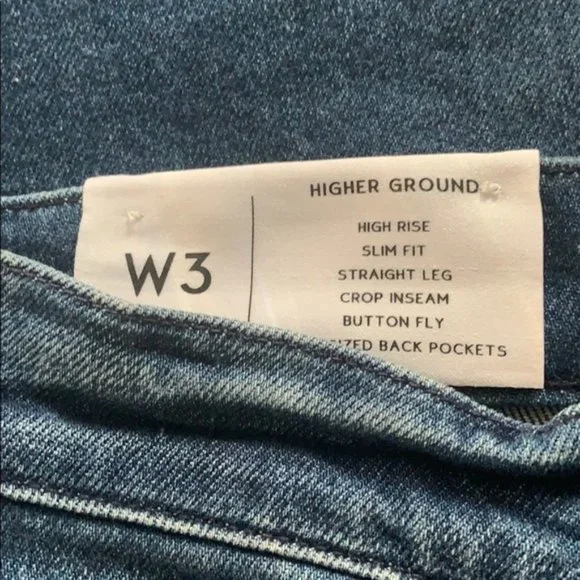 W3
HIGHER GROUND
HIGH RISE
SLIM FIT
STRAIGHT LEG
CROP INSEAM
BUTTON FLY
BACK POCKETS